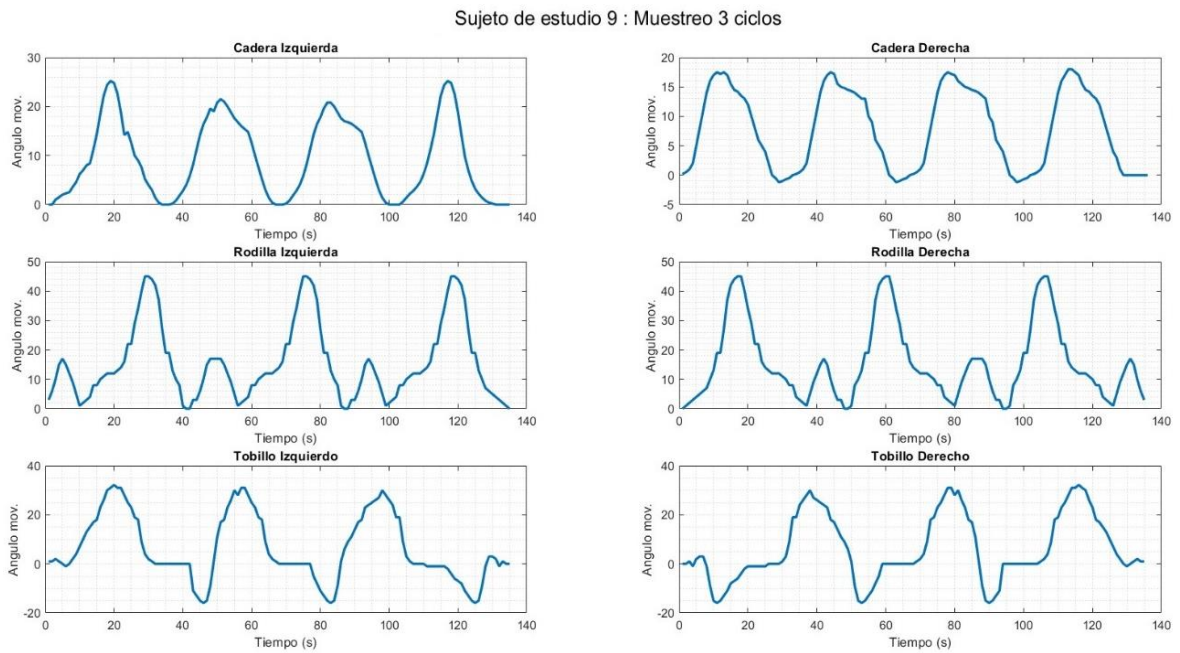 Sujeto de estudio 9 : Muestreo 3 ciclos
Cadera Izquierda
Angulo mov.
30
20
10
0
0 20 40 60 80 100 120 140
Tiempo (s)
Cadera Derecha
Angulo mov.
20
15
10
5
0
-5
0 20 40 60 80 100 120 140
Tiempo (s)
Rodilla Izquierda
Angulo mov.
50
40
30
20
10
0
0 20 40 60 80 100 120 140
Tiempo (s)
Rodilla Derecha
Angulo mov.
50
40
30
20
10
0
0 20 40 60 80 100 120 140
Tiempo (s)
Tobillo Izquierdo
Angulo mov.
40
20
0
-20
0 20 40 60 80 100 120 140
Tiempo (s)
Tobillo Derecho
Angulo mov.
40
20
0
-20
0 20 40 60 80 100 120 140
Tiempo (s)